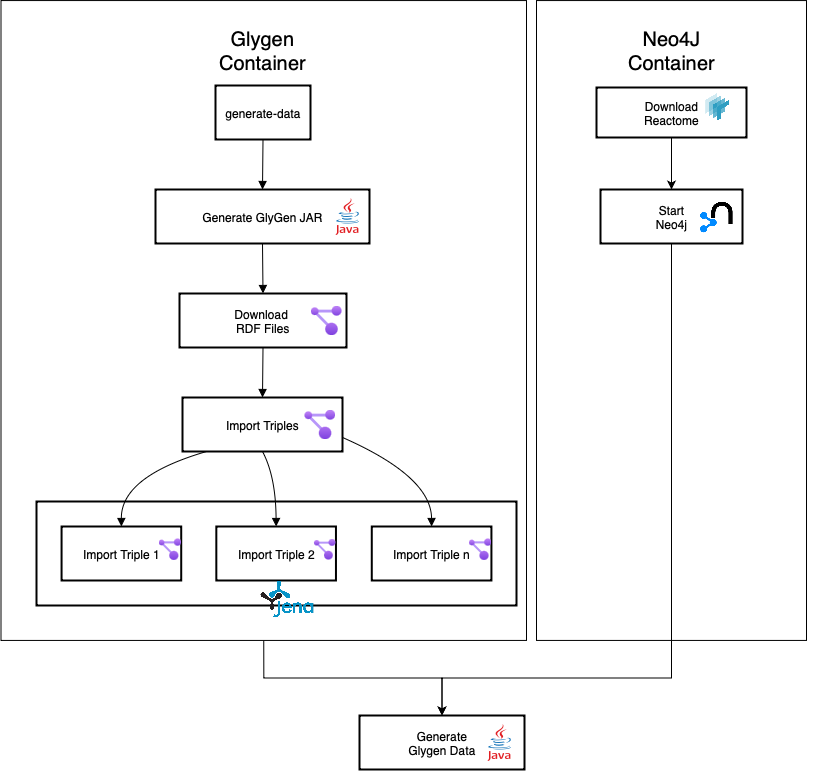 Glygen
Container
generate-data
Generate GlyGen JAR
Java
Download
RDF Files
Import Triples
Import Triple 1
Import Triple 2
Import Triple n
Jena
Neo4J
Container
Download
Reactome
Start
Neo4j
Generate
Glygen Data
Java